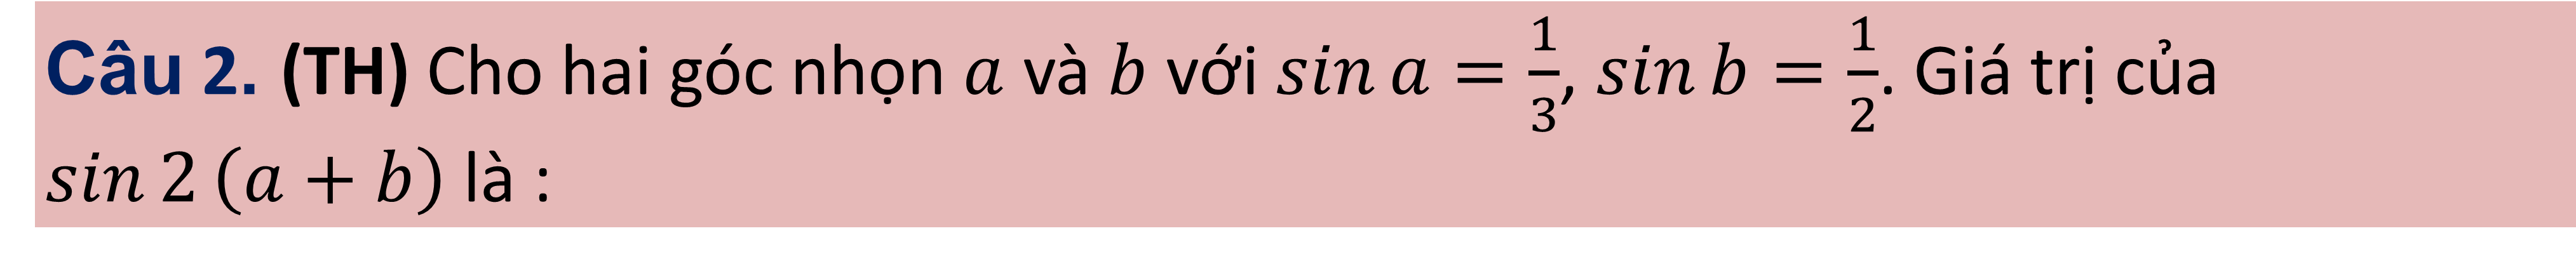 Câu 2. (TH) Cho hai góc nhọn a và b với sin a = 1/3, sin b = 1/2. Giá trị của
sin 2 (a + b) là :